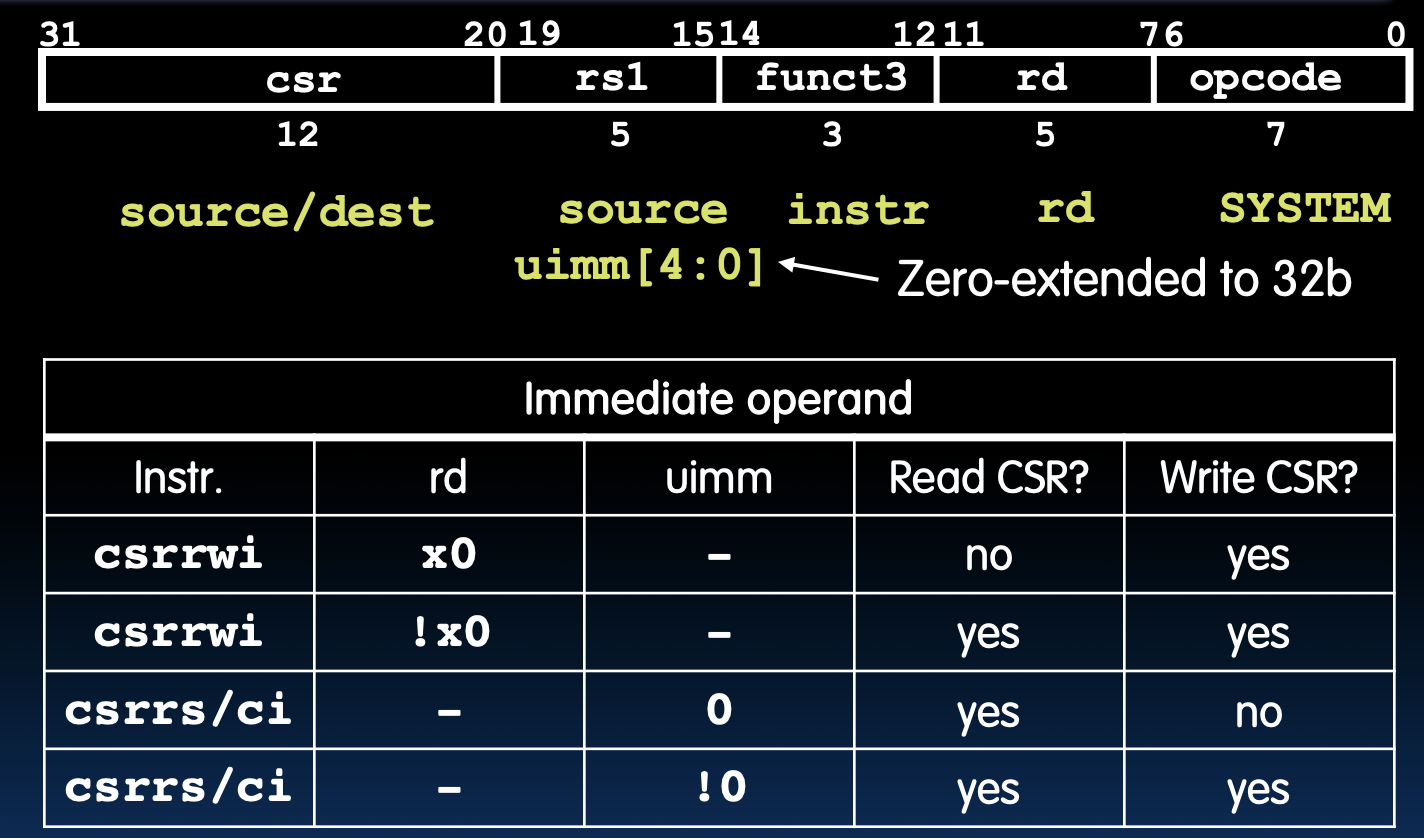 31 20 19 15 14 12 11 7 6 0
csr rs1 funct3 rd opcode
12 5 3 5 7
source/dest source instr rd SYSTEM
uimm[4:0] Zero-extended to 32b
Immediate operand
Instr. rd uimm Read CSR? Write CSR?
csrrwi x0 – no yes
csrrwi !x0 – yes yes
csrrs/ci – 0 yes no
csrrs/ci – !0 yes yes